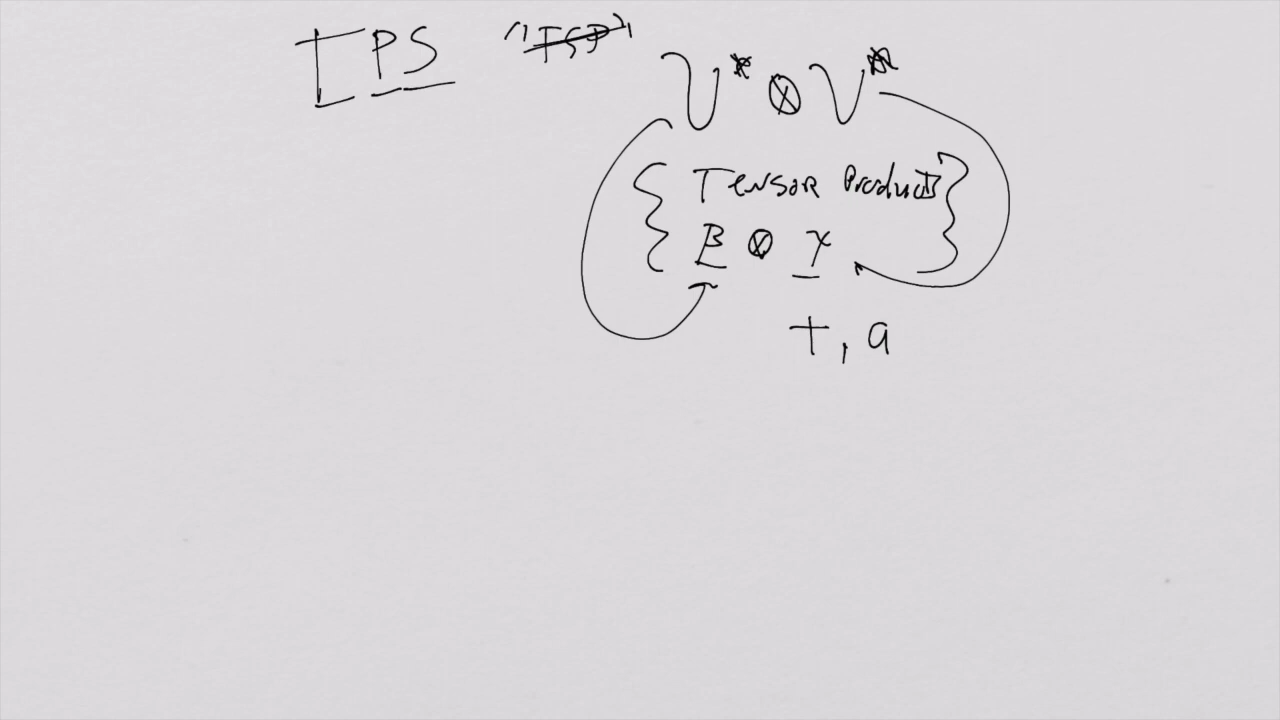 TPS "TSP"
V* ⊗ V*
{ TENSOR Products
β ⊗ γ }
+, a